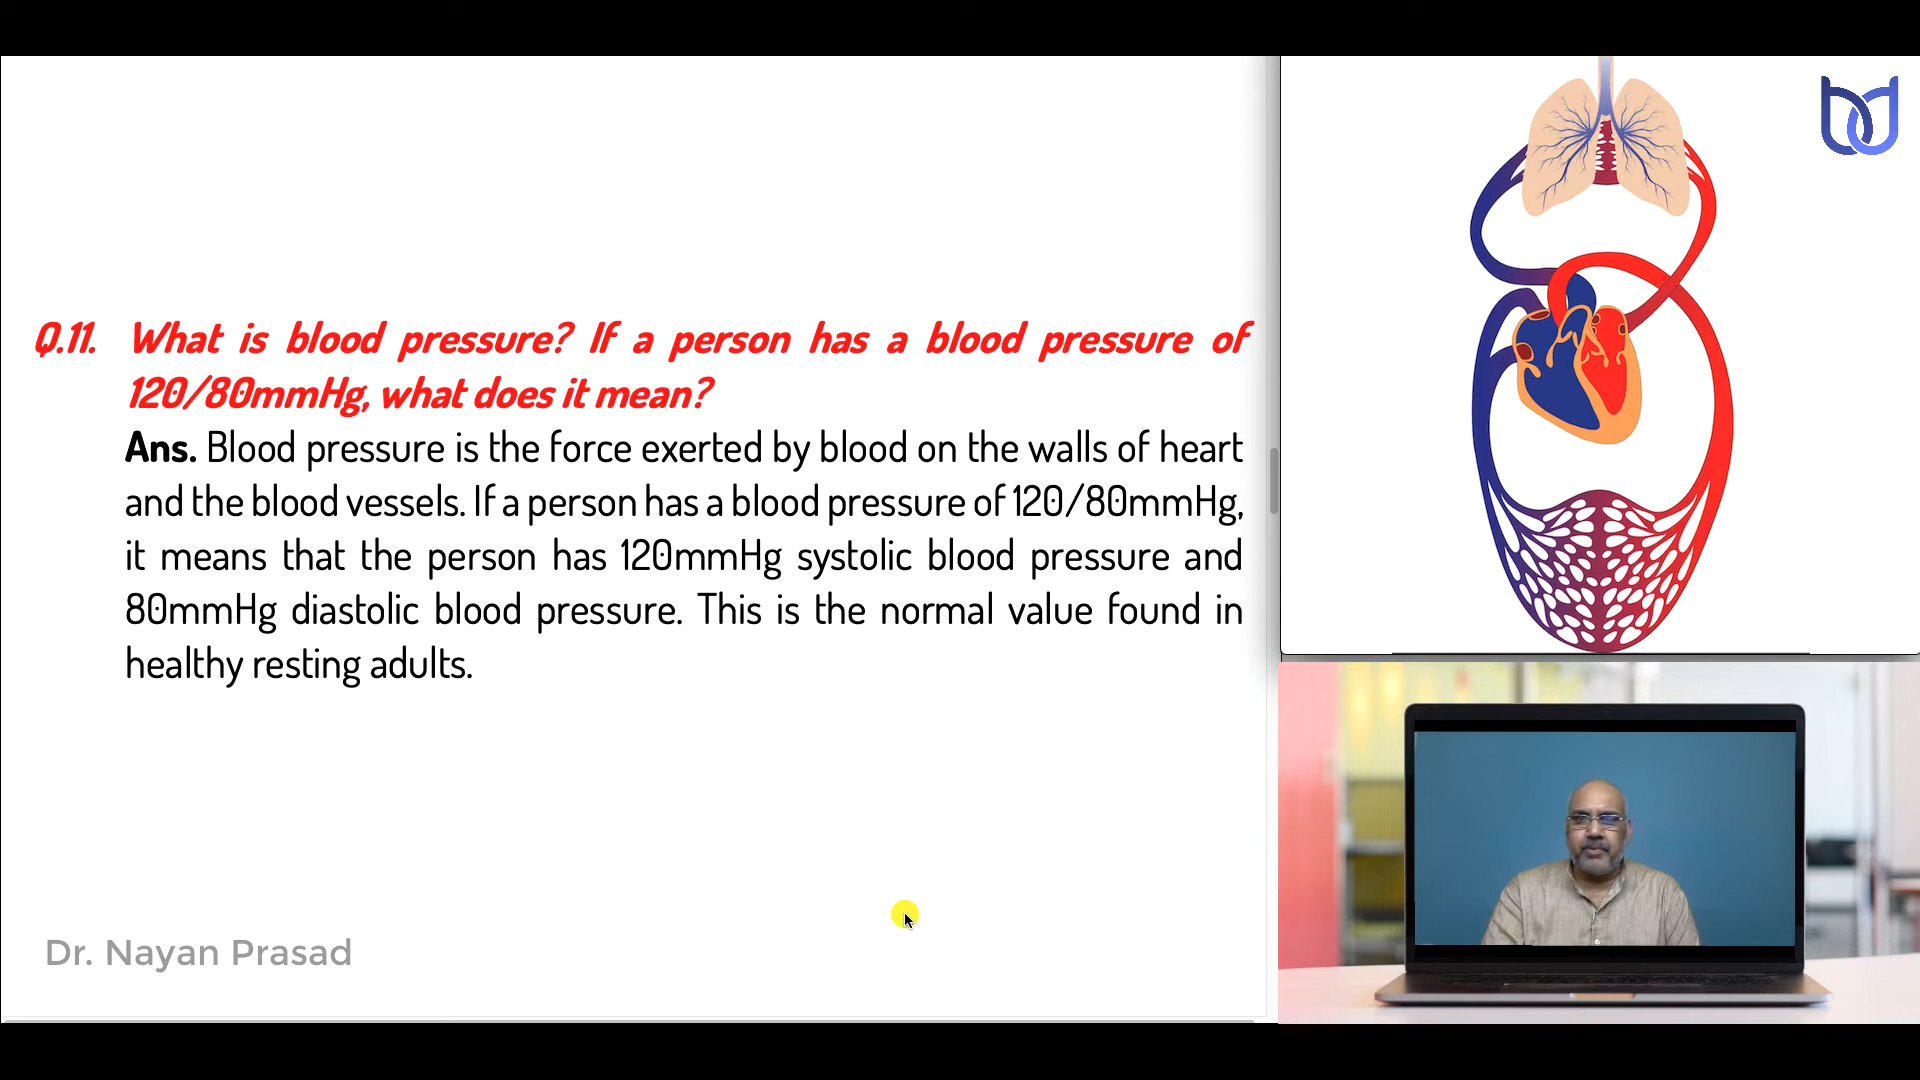 Q.11. What is blood pressure? If a person has a blood pressure of
120/80mmHg, what does it mean?
Ans. Blood pressure is the force exerted by blood on the walls of heart
and the blood vessels. If a person has a blood pressure of 120/80mmHg,
it means that the person has 120mmHg systolic blood pressure and
80mmHg diastolic blood pressure. This is the normal value found in
healthy resting adults.
Dr. Nayan Prasad